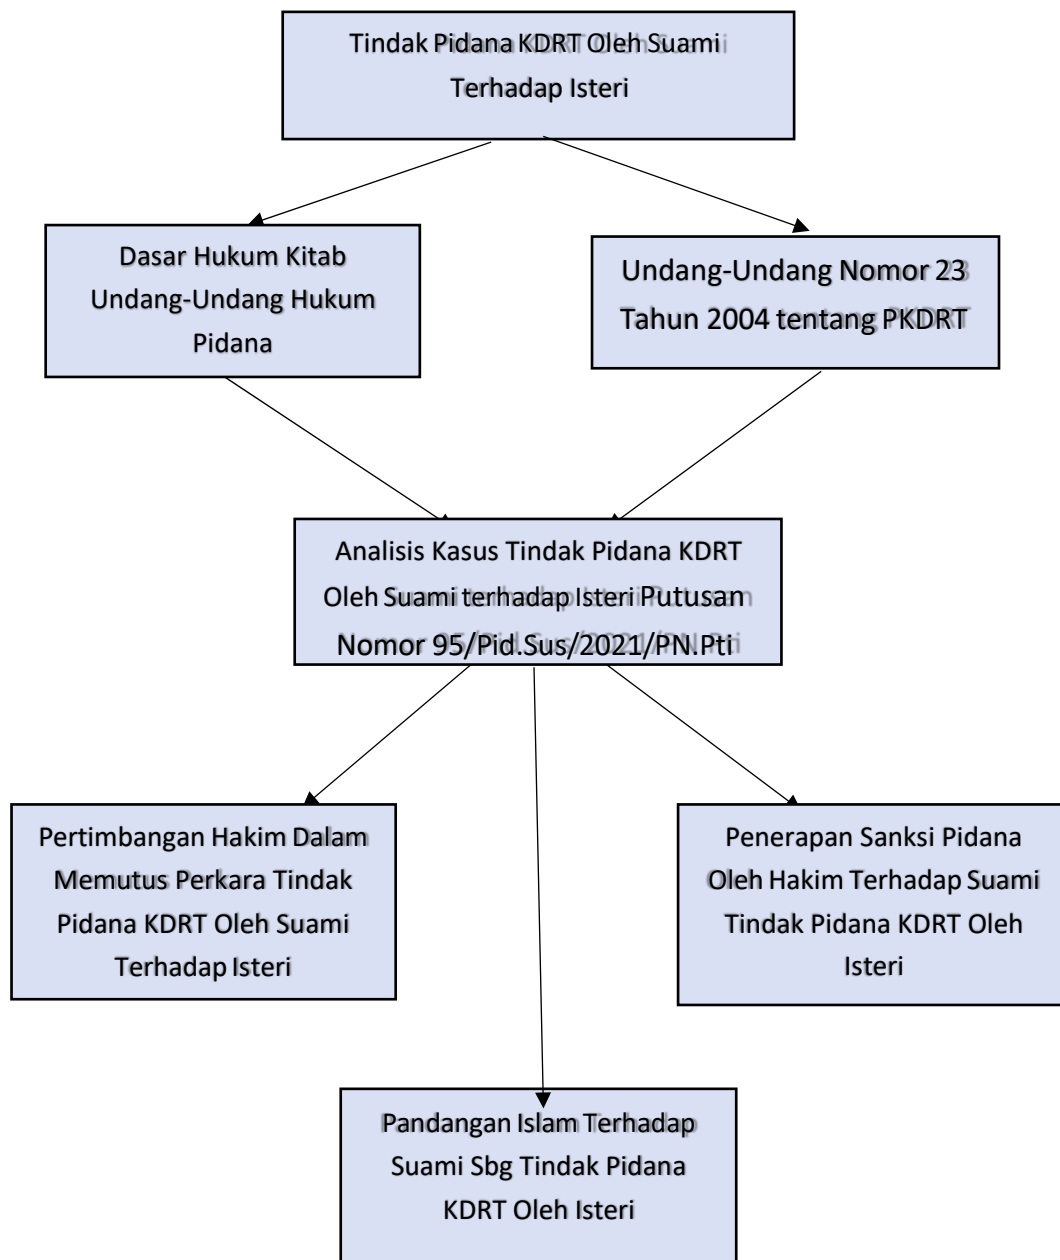 Tindak Pidana KDRT Oleh Suami
Terhadap Isteri
Dasar Hukum Kitab
Undang-Undang Hukum
Pidana
Undang-Undang Nomor 23
Tahun 2004 tentang PKDRT
Analisis Kasus Tindak Pidana KDRT
Oleh Suami terhadap Isteri Putusan
Nomor 95/Pid.Sus/2021/PN.Pti
Pertimbangan Hakim Dalam
Memutus Perkara Tindak
Pidana KDRT Oleh Suami
Terhadap Isteri
Penerapan Sanksi Pidana
Oleh Hakim Terhadap Suami
Tindak Pidana KDRT Oleh
Isteri
Pandangan Islam Terhadap
Suami Sbg Tindak Pidana
KDRT Oleh Isteri